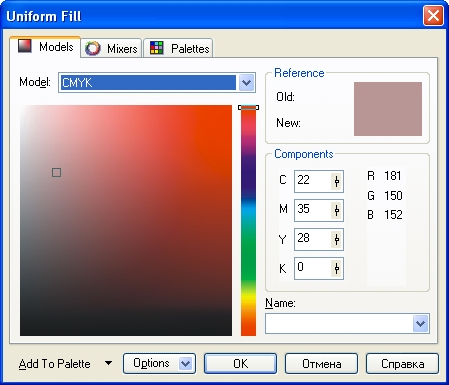 Uniform Fill
Models Mixers Palettes
Model: CMYK
Reference
Old:
New:
Components
C 22 R 181
M 35 G 150
Y 28 B 152
K 0
Name:
Add To Palette Options OK Отмена Справка